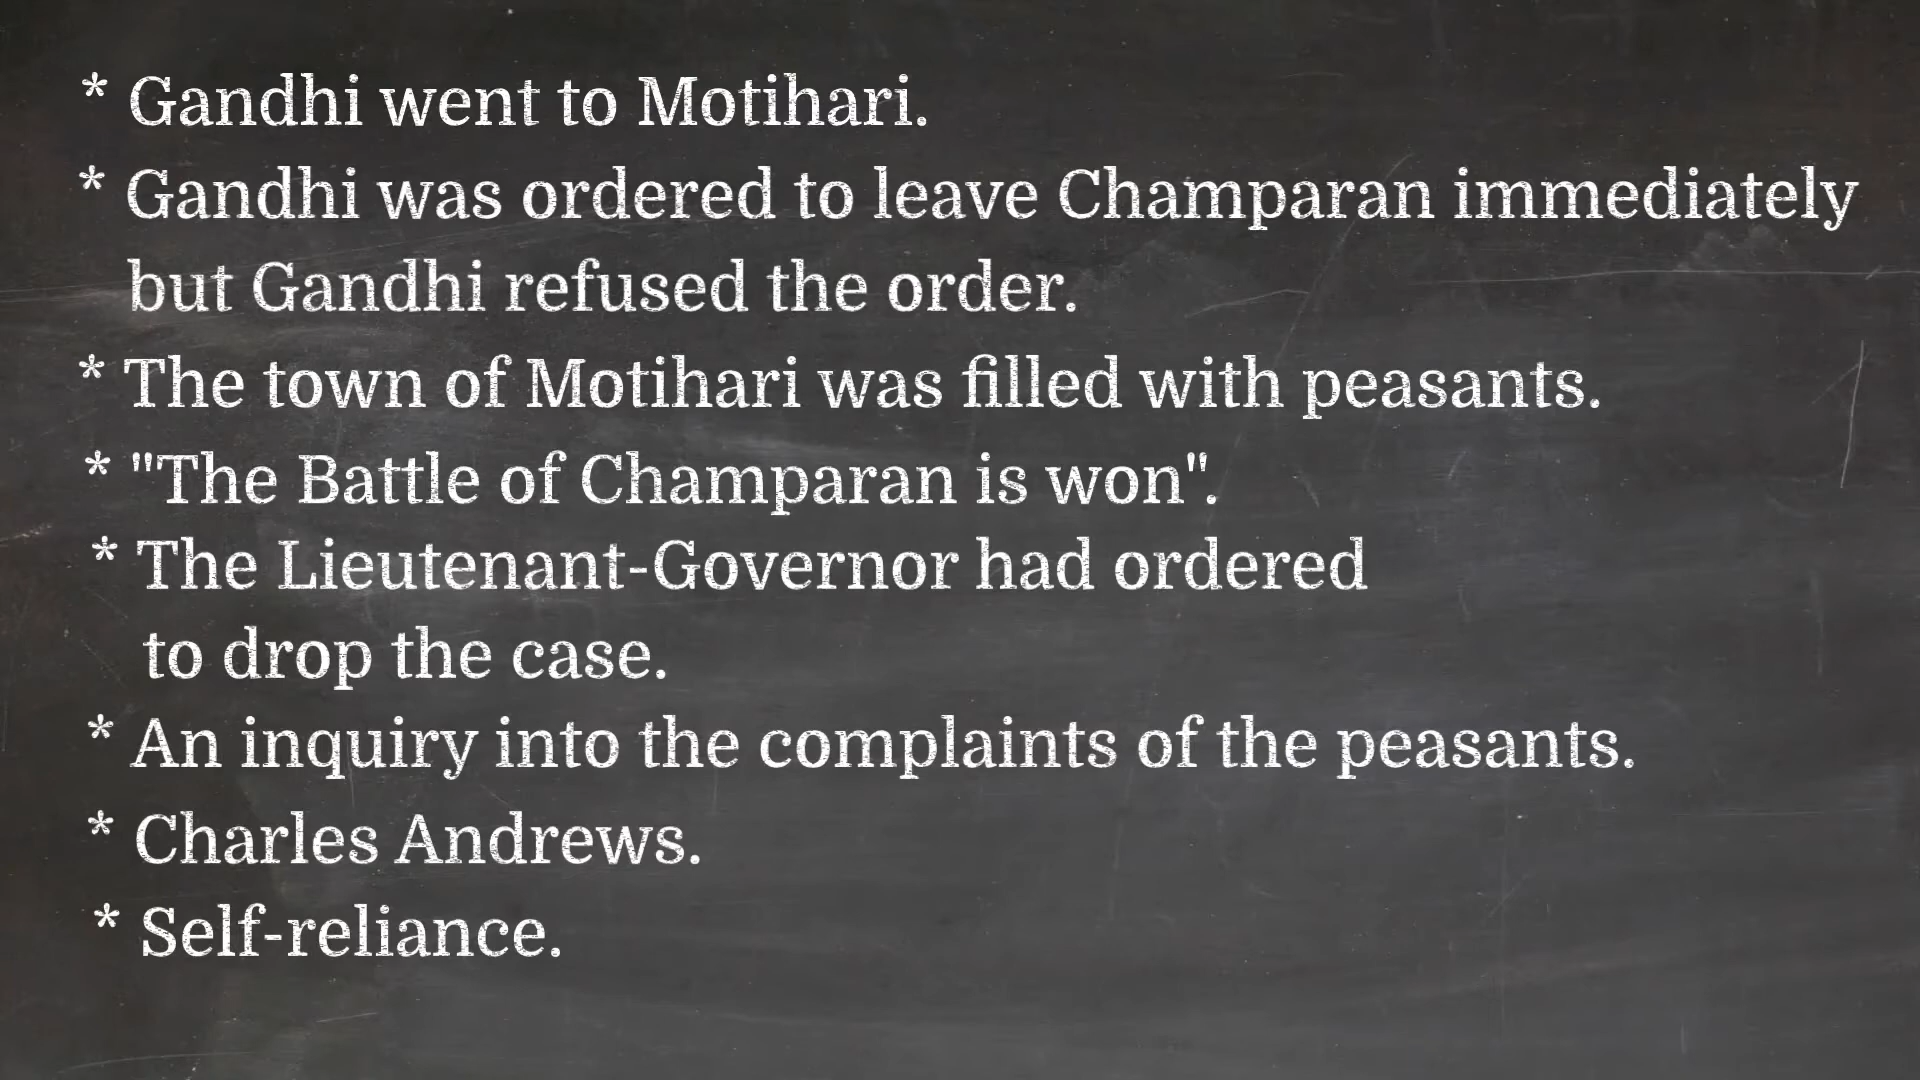 * Gandhi went to Motihari.
* Gandhi was ordered to leave Champaran immediately
but Gandhi refused the order.
* The town of Motihari was filled with peasants.
* "The Battle of Champaran is won".
* The Lieutenant-Governor had ordered
to drop the case.
* An inquiry into the complaints of the peasants.
* Charles Andrews.
* Self-reliance.